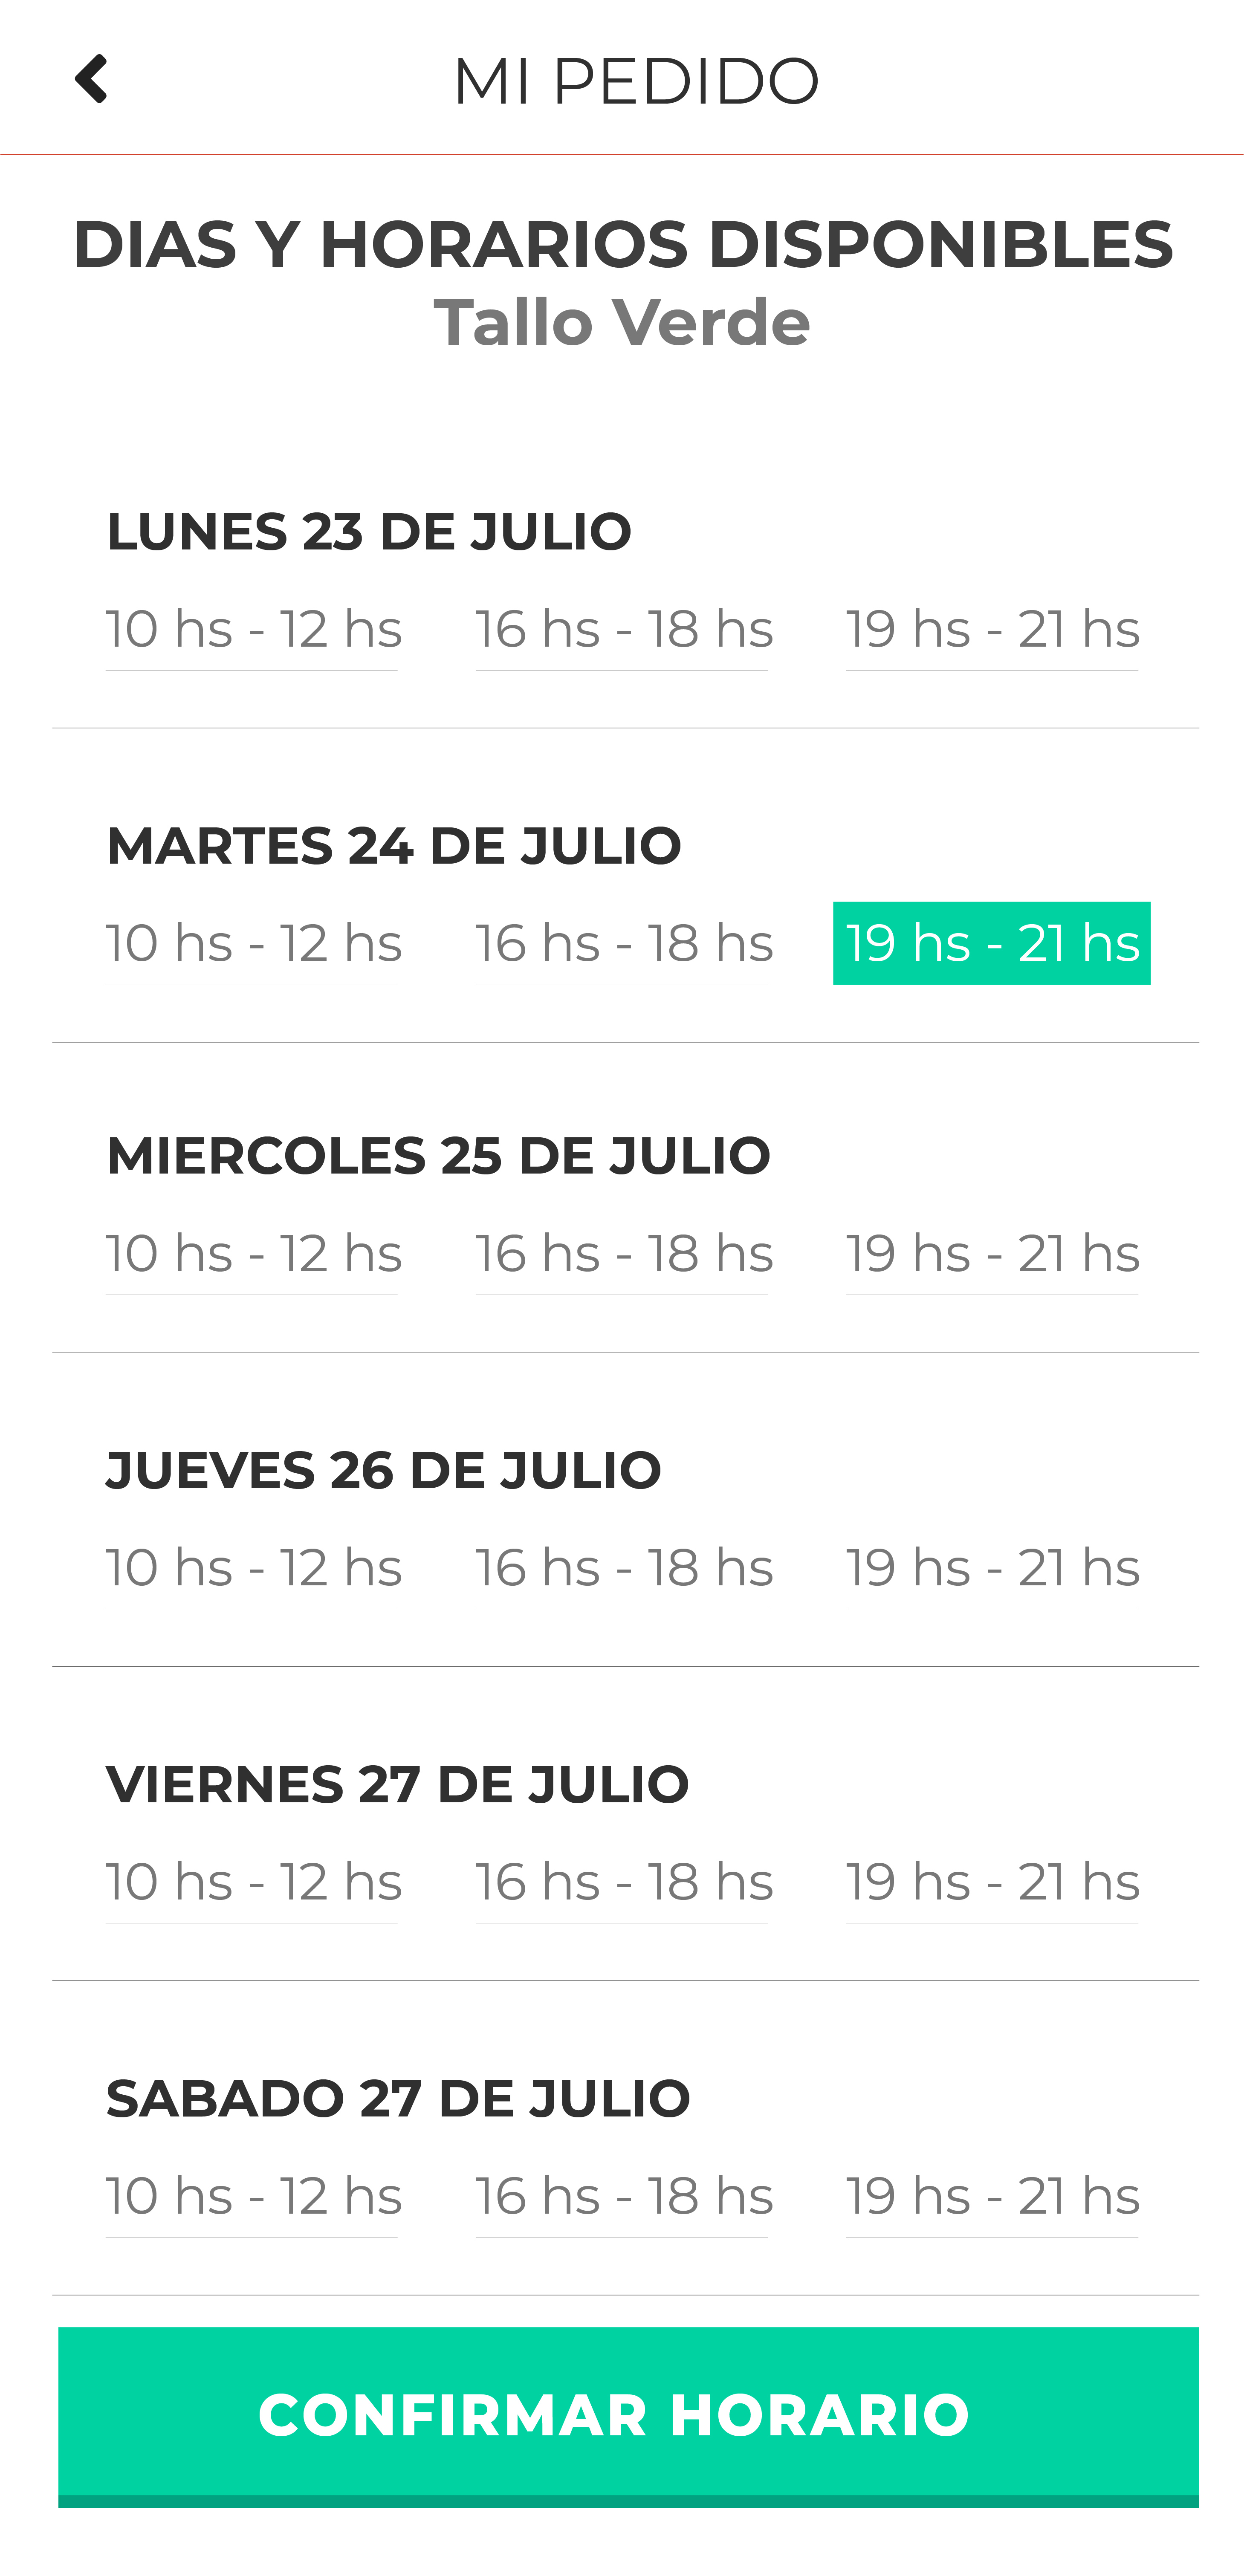 MI PEDIDO
DIAS Y HORARIOS DISPONIBLES
Tallo Verde
LUNES 23 DE JULIO
10 hs - 12 hs 16 hs - 18 hs 19 hs - 21 hs
MARTES 24 DE JULIO
10 hs - 12 hs 16 hs - 18 hs 19 hs - 21 hs
MIERCOLES 25 DE JULIO
10 hs - 12 hs 16 hs - 18 hs 19 hs - 21 hs
JUEVES 26 DE JULIO
10 hs - 12 hs 16 hs - 18 hs 19 hs - 21 hs
VIERNES 27 DE JULIO
10 hs - 12 hs 16 hs - 18 hs 19 hs - 21 hs
SABADO 27 DE JULIO
10 hs - 12 hs 16 hs - 18 hs 19 hs - 21 hs
CONFIRMAR HORARIO